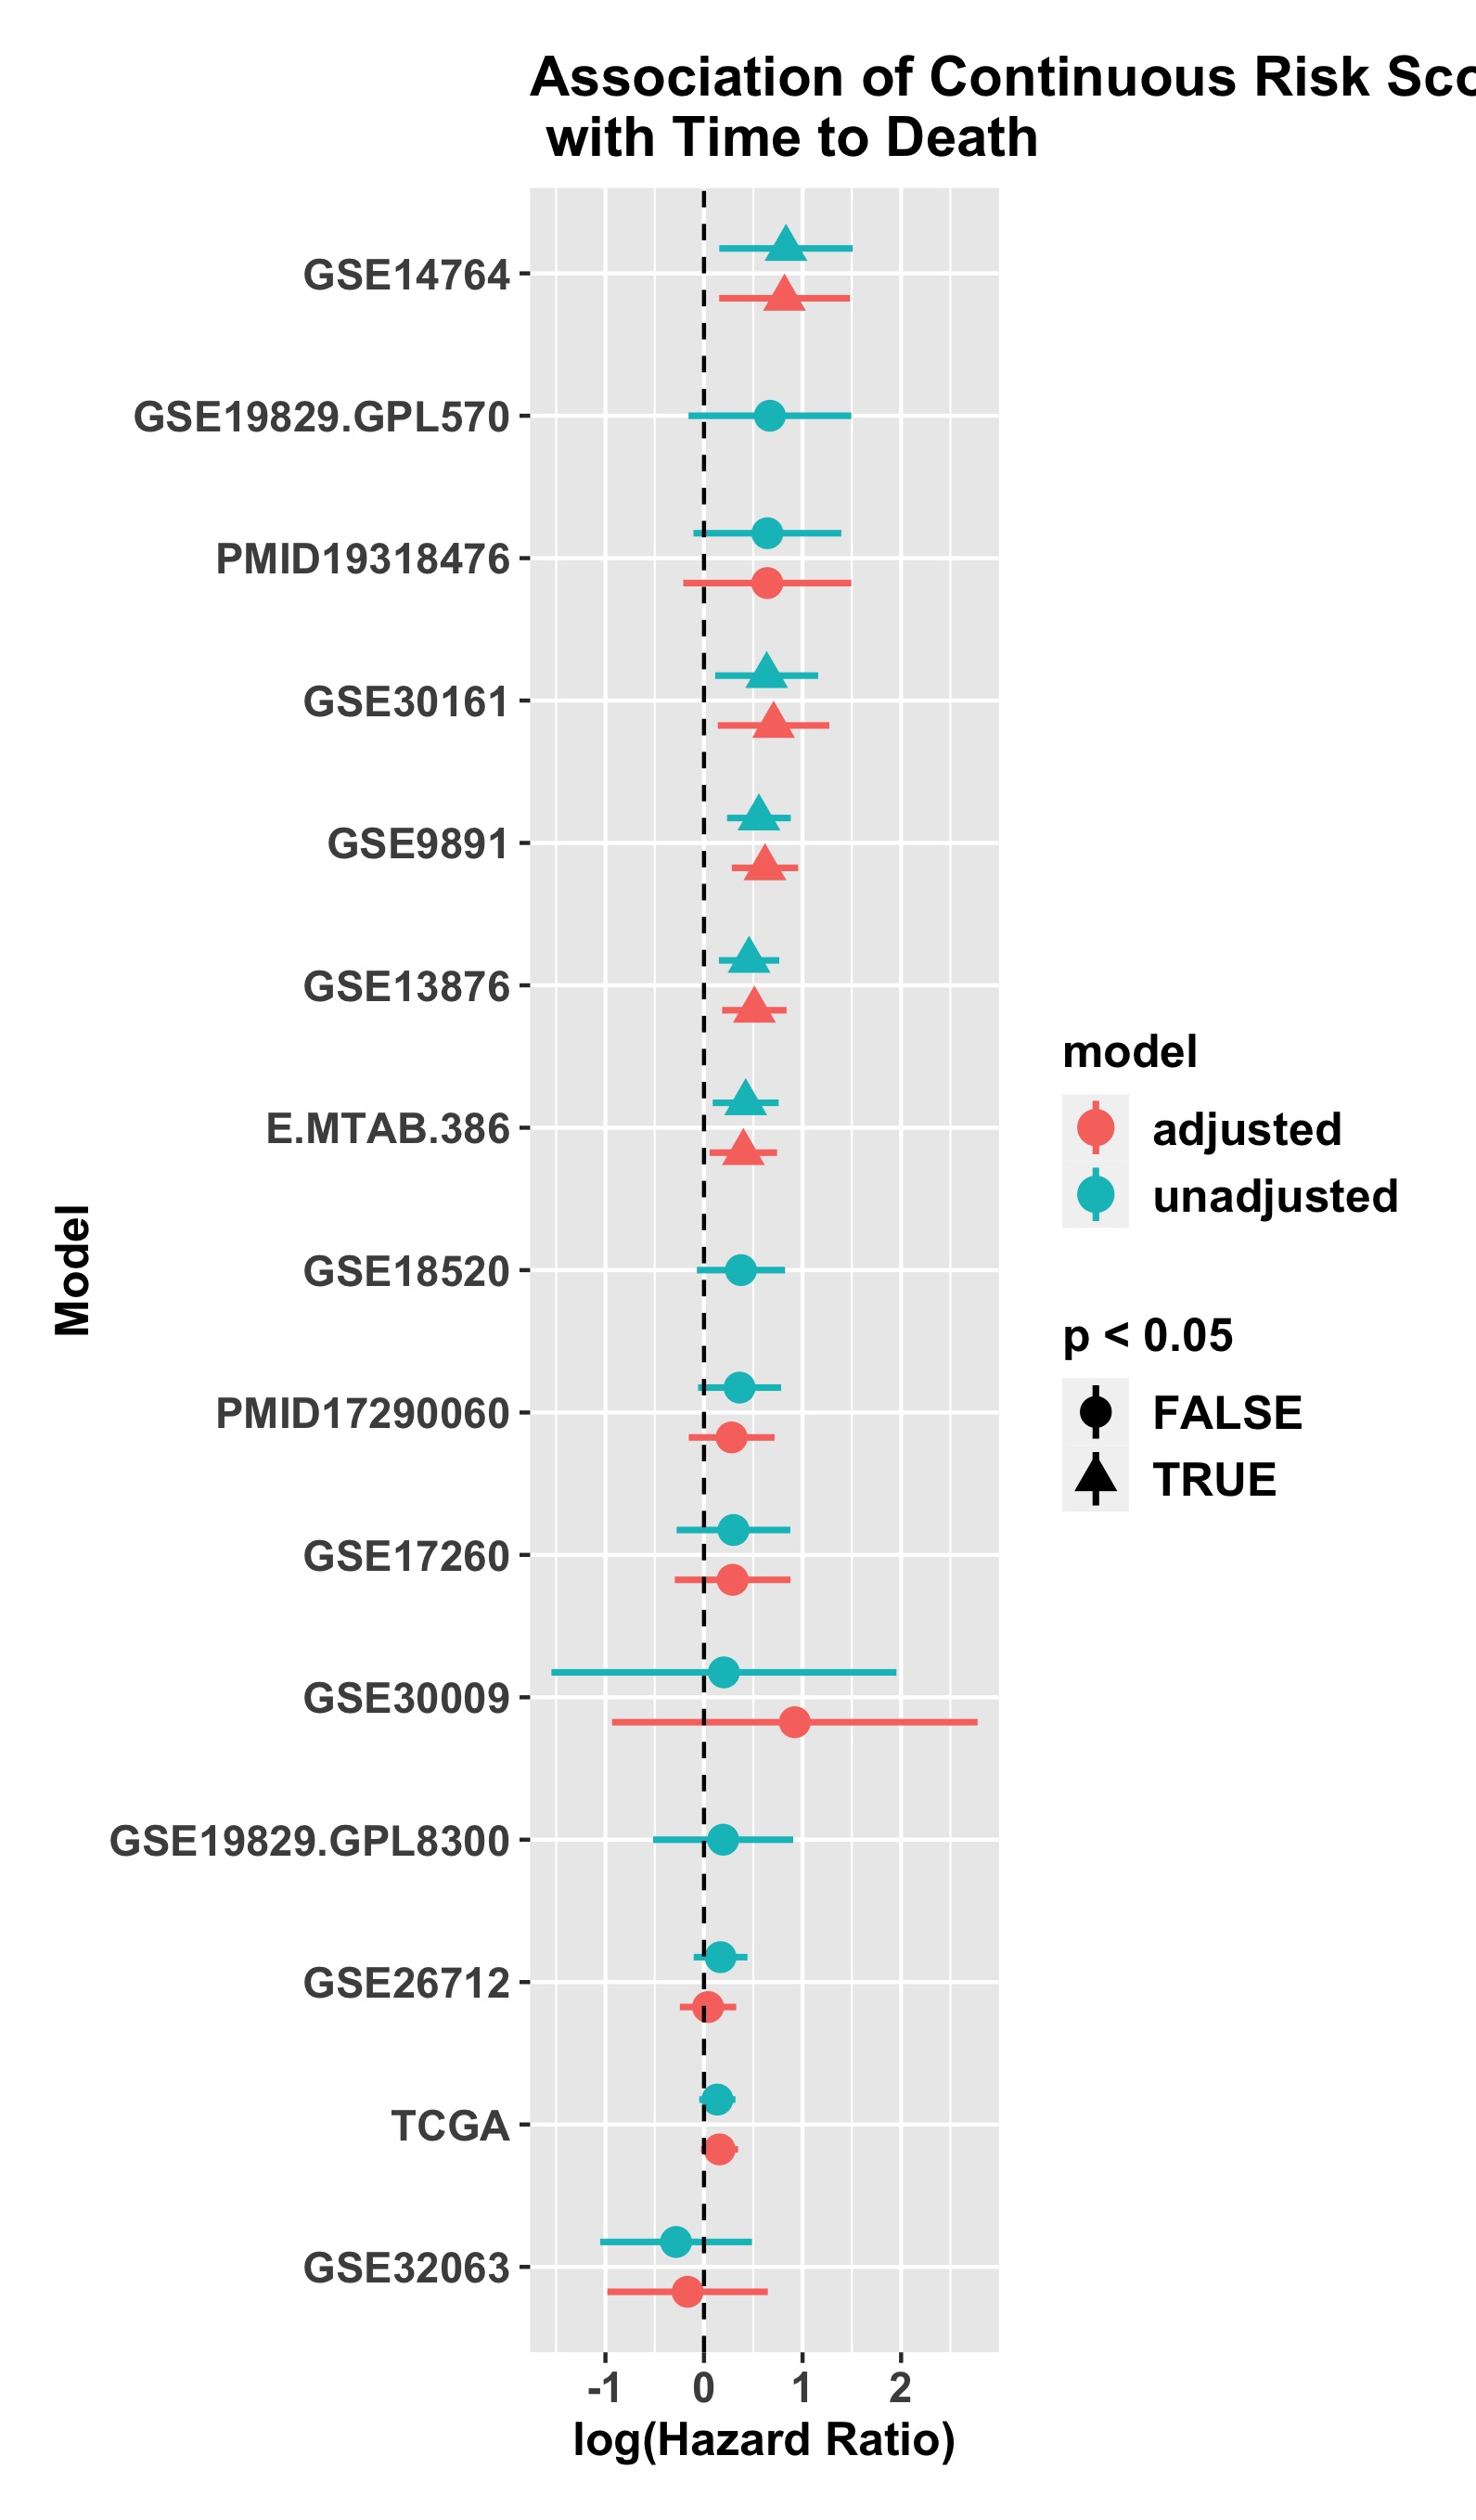 Association of Continuous Risk
with Time to Death
GSE14764
GSE19829.GPL570
PMID19318476
GSE30161
GSE9891
GSE13876
E.MTAB.386
GSE18520
PMID17290060
GSE17260
GSE30009
GSE19829.GPL8300
GSE26712
TCGA
GSE32063
Model
-1 0 1 2
log(Hazard Ratio)
model
adjusted
unadjusted
p < 0.05
FALSE
TRUE